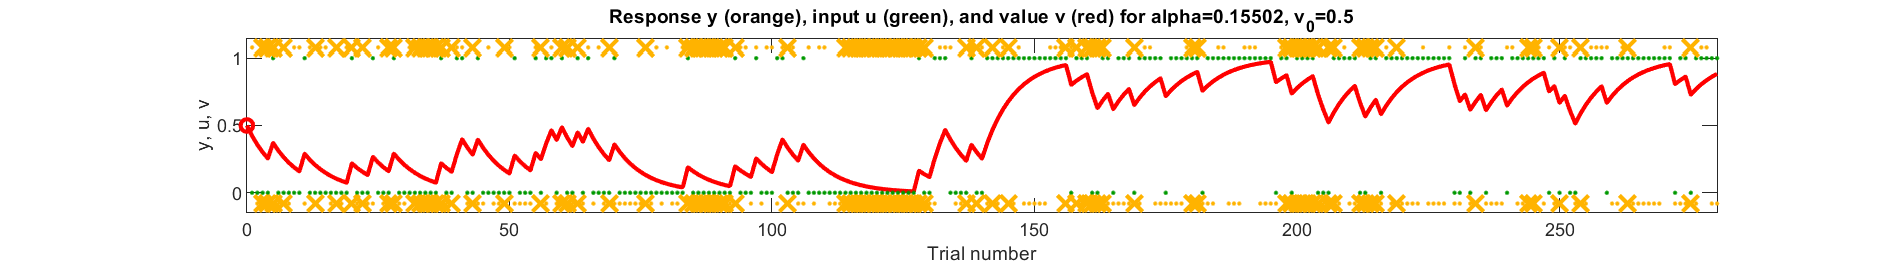 Response y (orange), input u (green), and value v (red) for alpha=0.15502, v0=0.5
y, u, v
1
0.5
0
0 50 100 150 200 250
Trial number